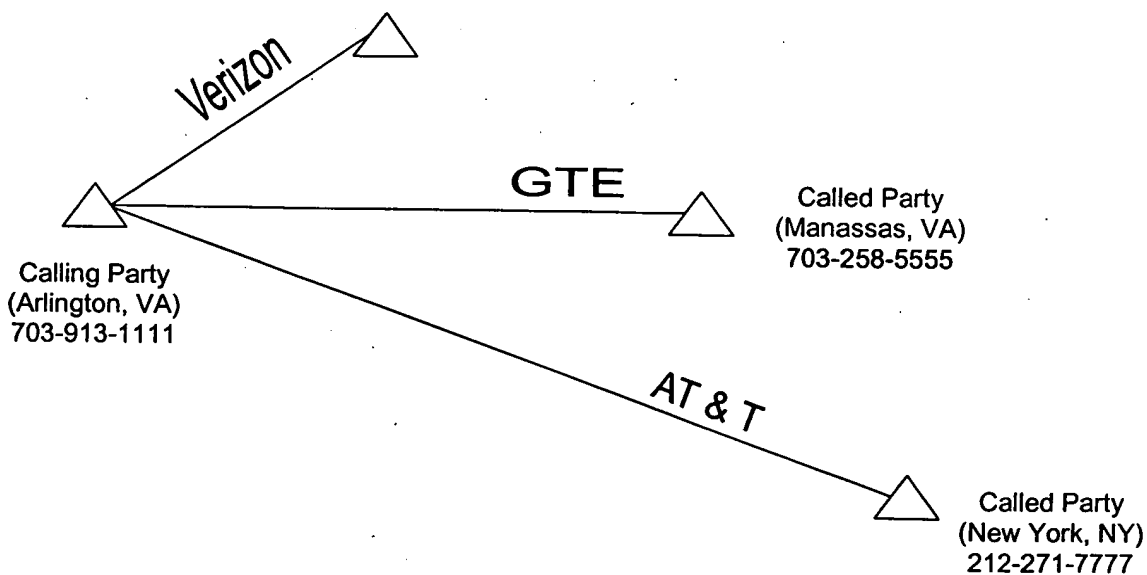 Verizon
GTE
Called Party
(Manassas, VA)
703-258-5555
Calling Party
(Arlington, VA)
703-913-1111
AT & T
Called Party
(New York, NY)
212-271-7777